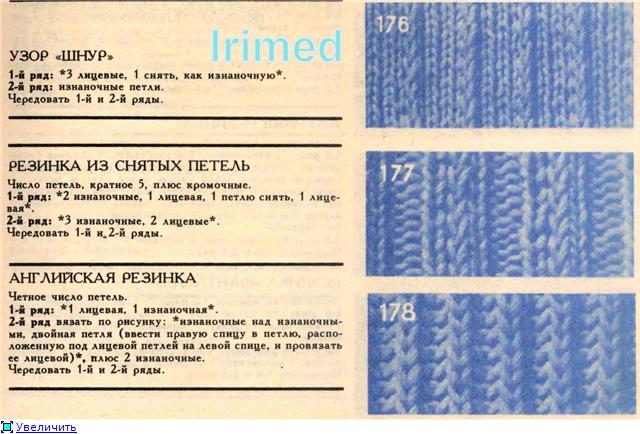 Irimed
УЗОР «ШНУР»
1-й ряд: *3 лицевые, 1 снять, как изнаночную*.
2-й ряд: изнаночные петли.
Чередовать 1-й и 2-й ряды.
176
РЕЗИНКА ИЗ СНЯТЫХ ПЕТЕЛЬ
Число петель, кратное 5, плюс кромочные.
1-й ряд: *2 изнаночные, 1 лицевая, 1 петлю снять, 1 лице-
вая*.
2-й ряд: *3 изнаночные, 2 лицевые*.
Чередовать 1-й и 2-й ряды.
177
АНГЛИЙСКАЯ РЕЗИНКА
Четное число петель.
1-й ряд: *1 лицевая, 1 изнаночная*.
2-й ряд вязать по рисунку: *изнаночные над изнаночны-
ми, двойная петля (ввести правую спицу в петлю, распо-
ложенную под лицевой петлей на левой спице, и провязать
ее лицевой)*, плюс 2 изнаночные.
Чередовать 1-й и 2-й ряды.
178
Увеличить